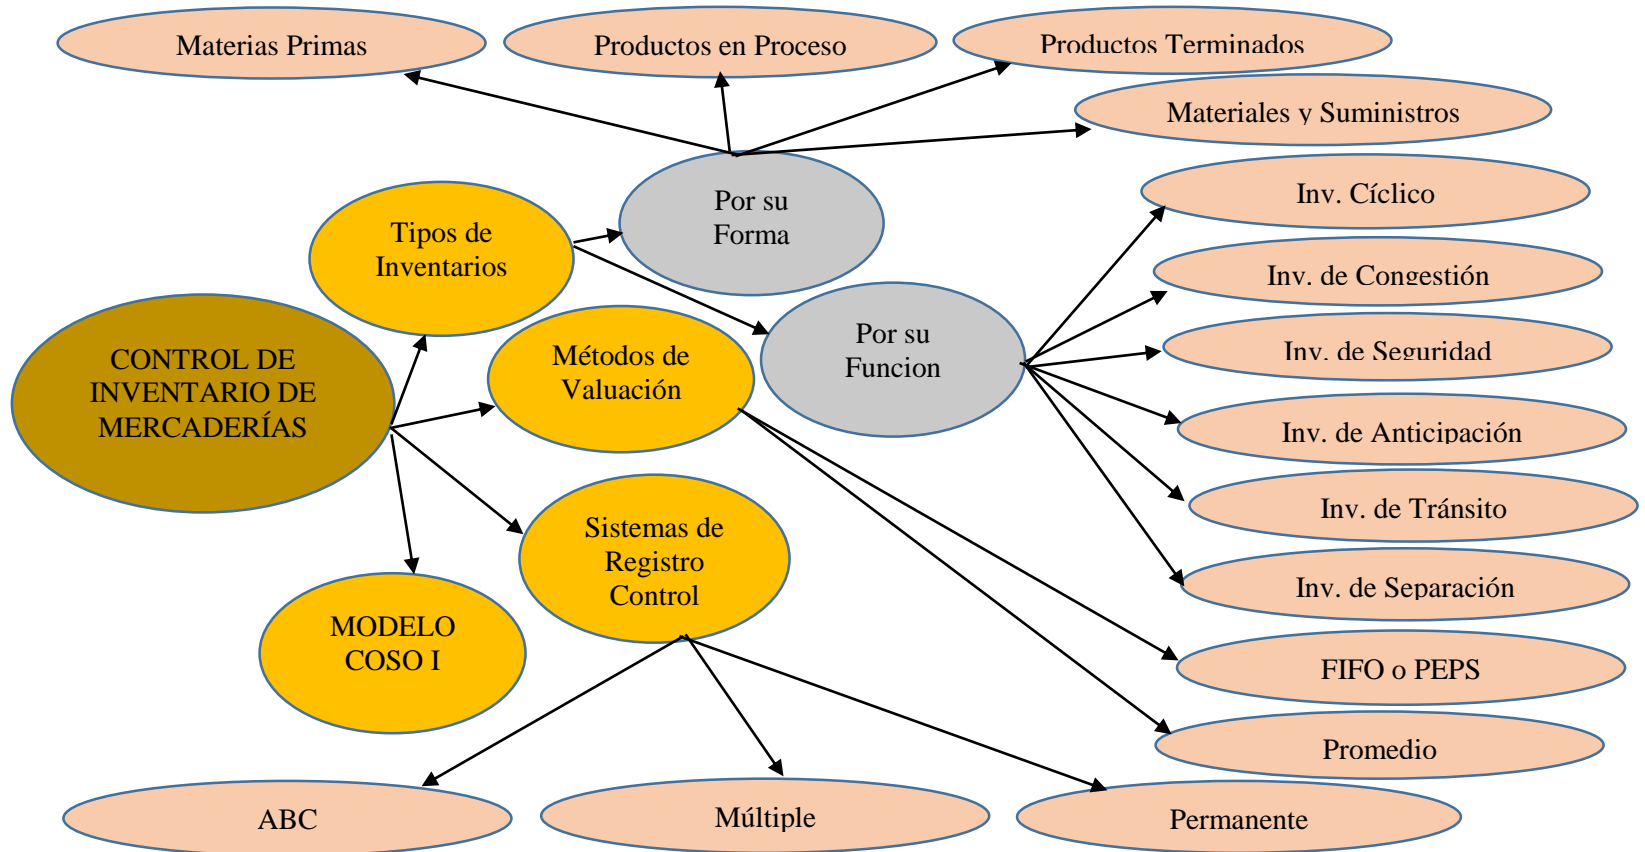 Materias Primas
Productos en Proceso
Productos Terminados
Materiales y Suministros
Por su
Forma
Inv. Cíclico
Tipos de
Inventarios
Inv. de Congestión
Por su
Funcion
Inv. de Seguridad
Métodos de
Valuación
CONTROL DE
INVENTARIO DE
MERCADERÍAS
Inv. de Anticipación
Inv. de Tránsito
Sistemas de
Registro
Control
Inv. de Separación
MODELO
COSO I
FIFO o PEPS
Promedio
ABC
Múltiple
Permanente